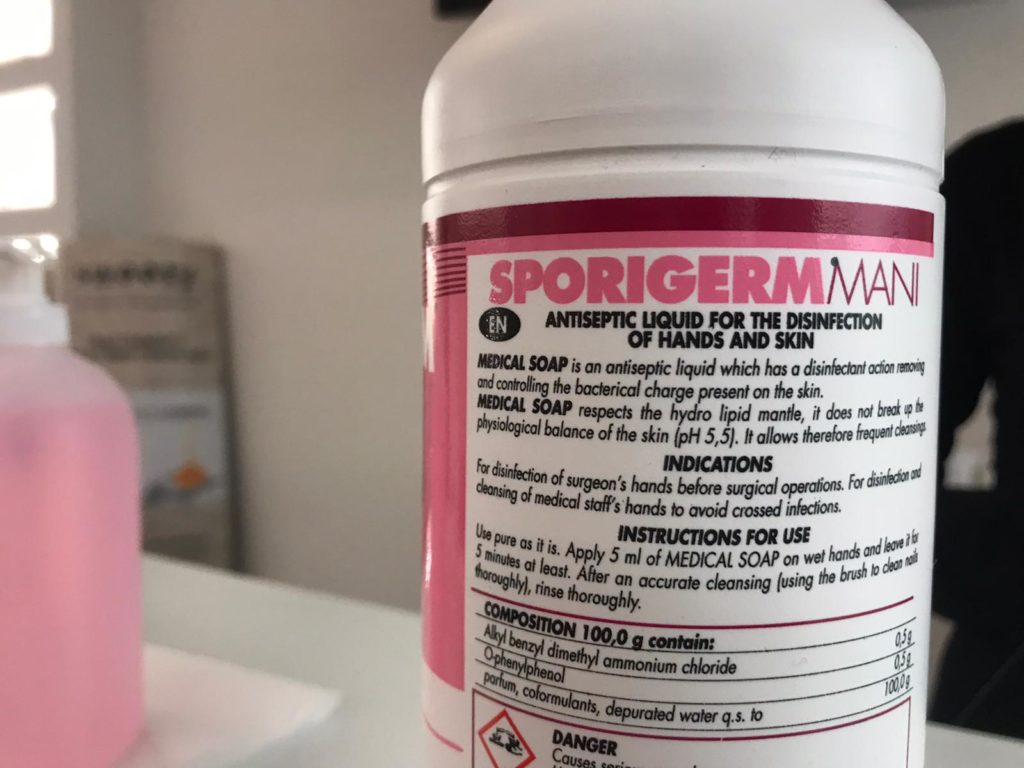 SPORIGERM MANI
EN
ANTISEPTIC LIQUID FOR THE DISINFECTION
OF HANDS AND SKIN
MEDICAL SOAP is an antiseptic liquid which has a disinfectant action removing
and controlling the bacterical charge present on the skin.
MEDICAL SOAP respects the hydro lipid mantle, it does not break up the
physiological balance of the skin (pH 5,5). It allows therefore frequent cleansings.
INDICATIONS
For disinfection of surgeon's hands before surgical operations. For disinfection and
cleansing of medical staff's hands to avoid crossed infections.
INSTRUCTIONS FOR USE
Use pure as it is. Apply 5 ml of MEDICAL SOAP on wet hands and leave it for
5 minutes at least. After an accurate cleansing (using the brush to clean nails
thoroughly), rinse thoroughly.
COMPOSITION 100,0 g contain:
Alkyl benzyl dimethyl ammonium chloride 0,5 g
O-phenylphenol 0,5 g
parfum, coformulants, depurated water q.s. to 100,0 g
DANGER
Causes